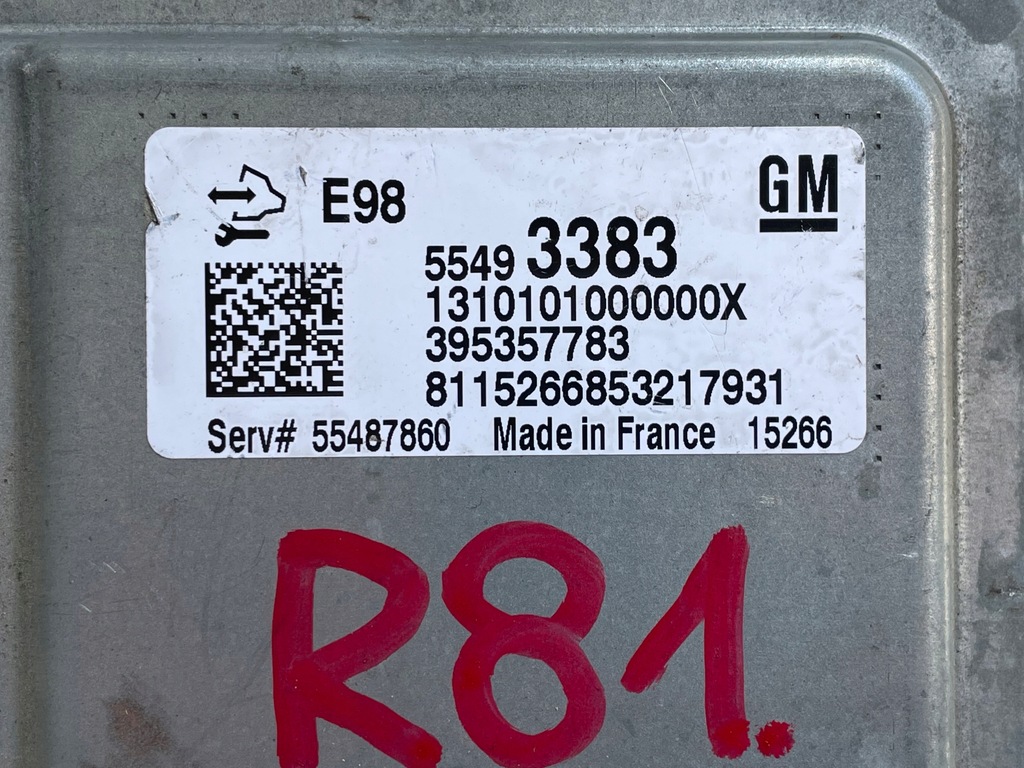 GM
E98
5549 3383
1310101000000X
395357783
8115266853217931
Serv# 55487860 Made in France 15266
R81.